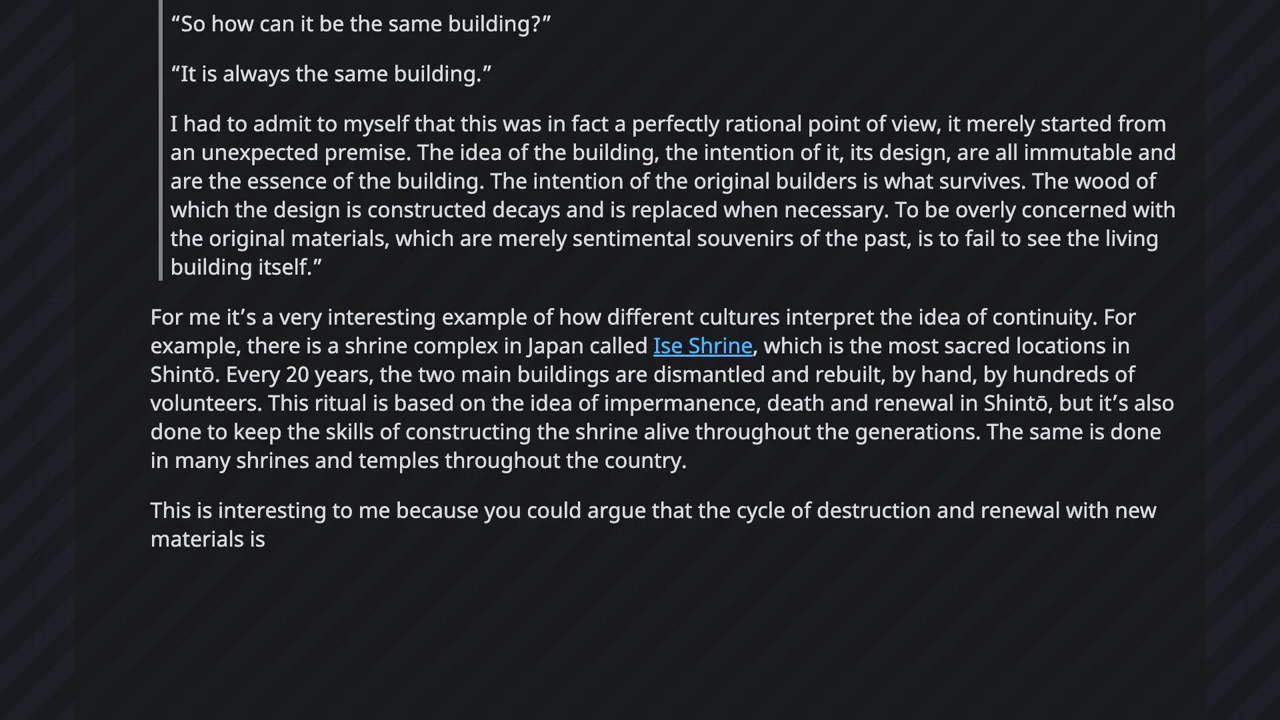 “So how can it be the same building?”
“It is always the same building.”
I had to admit to myself that this was in fact a perfectly rational point of view, it merely started from
an unexpected premise. The idea of the building, the intention of it, its design, are all immutable and
are the essence of the building. The intention of the original builders is what survives. The wood of
which the design is constructed decays and is replaced when necessary. To be overly concerned with
the original materials, which are merely sentimental souvenirs of the past, is to fail to see the living
building itself.”
For me it’s a very interesting example of how different cultures interpret the idea of continuity. For
example, there is a shrine complex in Japan called Ise Shrine, which is the most sacred locations in
Shintō. Every 20 years, the two main buildings are dismantled and rebuilt, by hand, by hundreds of
volunteers. This ritual is based on the idea of impermanence, death and renewal in Shintō, but it’s also
done to keep the skills of constructing the shrine alive throughout the generations. The same is done
in many shrines and temples throughout the country.
This is interesting to me because you could argue that the cycle of destruction and renewal with new
materials is